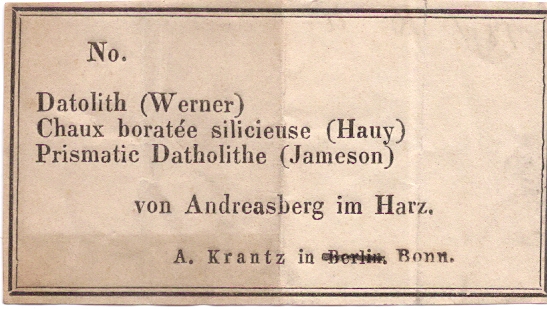 No.
Datolith (Werner)
Chaux boratée silicieuse (Hauy)
Prismatic Datholithe (Jameson)
von Andreasberg im Harz.
A. Krantz in Berlin. Bonn.